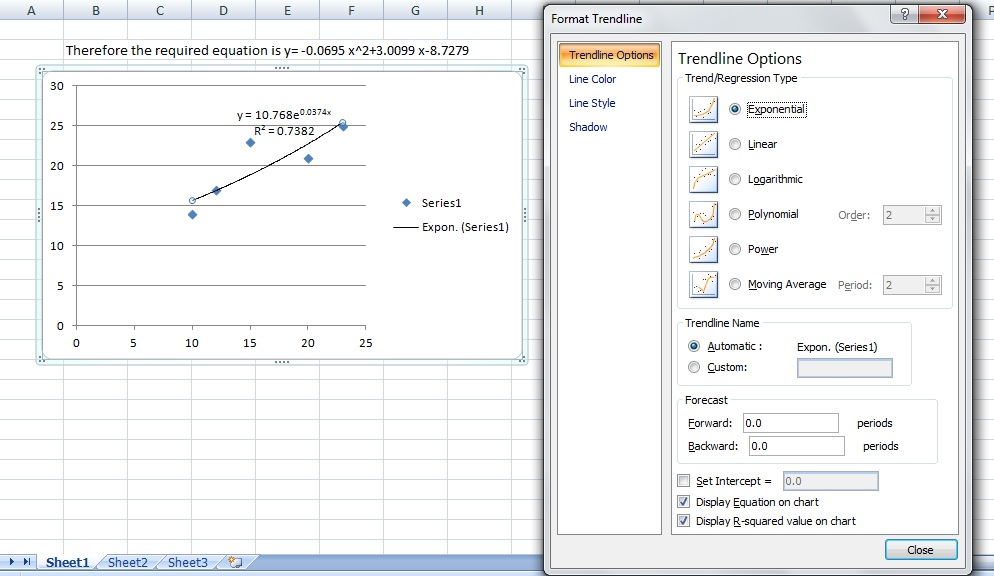 A B C D E F G H
Therefore the required equation is y= -0.0695 x^2+3.0099 x-8.7279
30
25
20
15
10
5
0
0 5 10 15 20 25
y = 10.768e^0.0374x
R² = 0.7382
Series1
Expon. (Series1)
Sheet1 Sheet2 Sheet3
Format Trendline
?
X
Trendline Options
Line Color
Line Style
Shadow
Trendline Options
Trend/Regression Type
Exponential
Linear
Logarithmic
Polynomial Order: 2
Power
Moving Average Period: 2
Trendline Name
Automatic : Expon. (Series1)
Custom:
Forecast
Forward: 0.0 periods
Backward: 0.0 periods
Set Intercept = 0.0
Display Equation on chart
Display R-squared value on chart
Close
P